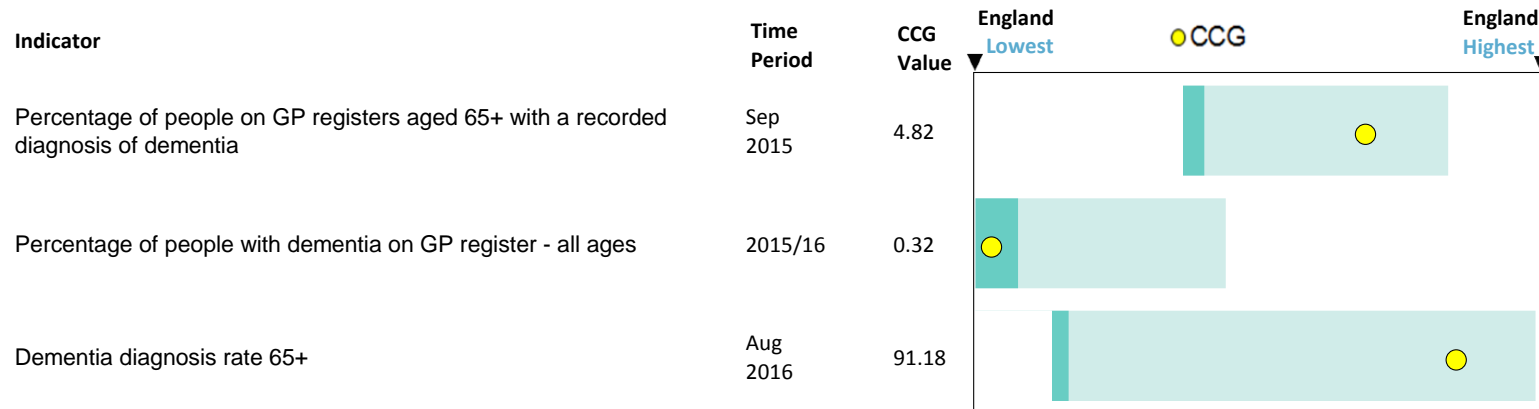 Indicator
Time
Period
CCG
Value
England
Lowest
CCG
England
Highest
Percentage of people on GP registers aged 65+ with a recorded
diagnosis of dementia
Sep
2015
4.82
Percentage of people with dementia on GP register - all ages
2015/16
0.32
Dementia diagnosis rate 65+
Aug
2016
91.18